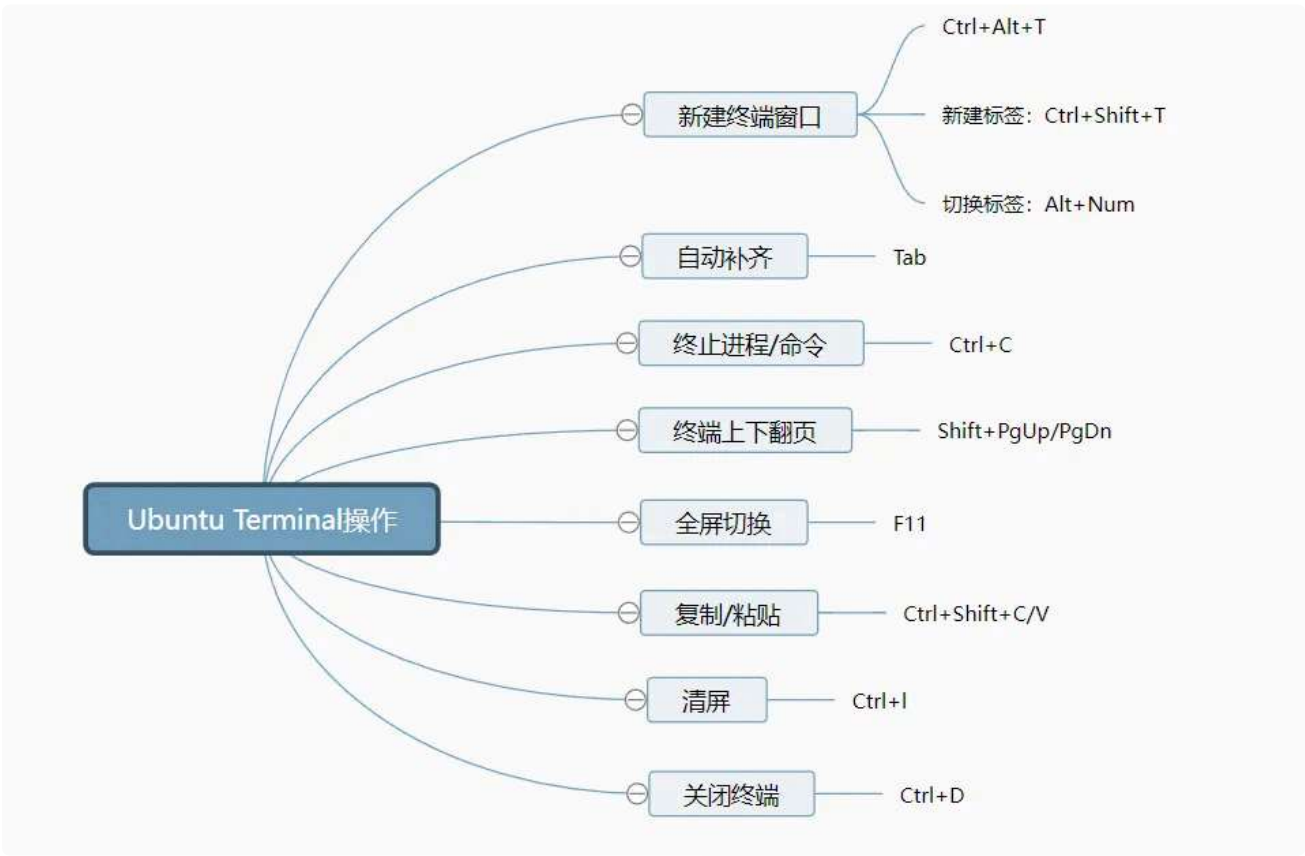 Ctrl+Alt+T
新建终端窗口
新建标签：Ctrl+Shift+T
切换标签：Alt+Num
自动补齐
Tab
终止进程/命令
Ctrl+C
终端上下翻页
Shift+PgUp/PgDn
Ubuntu Terminal操作
全屏切换
F11
复制/粘贴
Ctrl+Shift+C/V
清屏
Ctrl+l
关闭终端
Ctrl+D